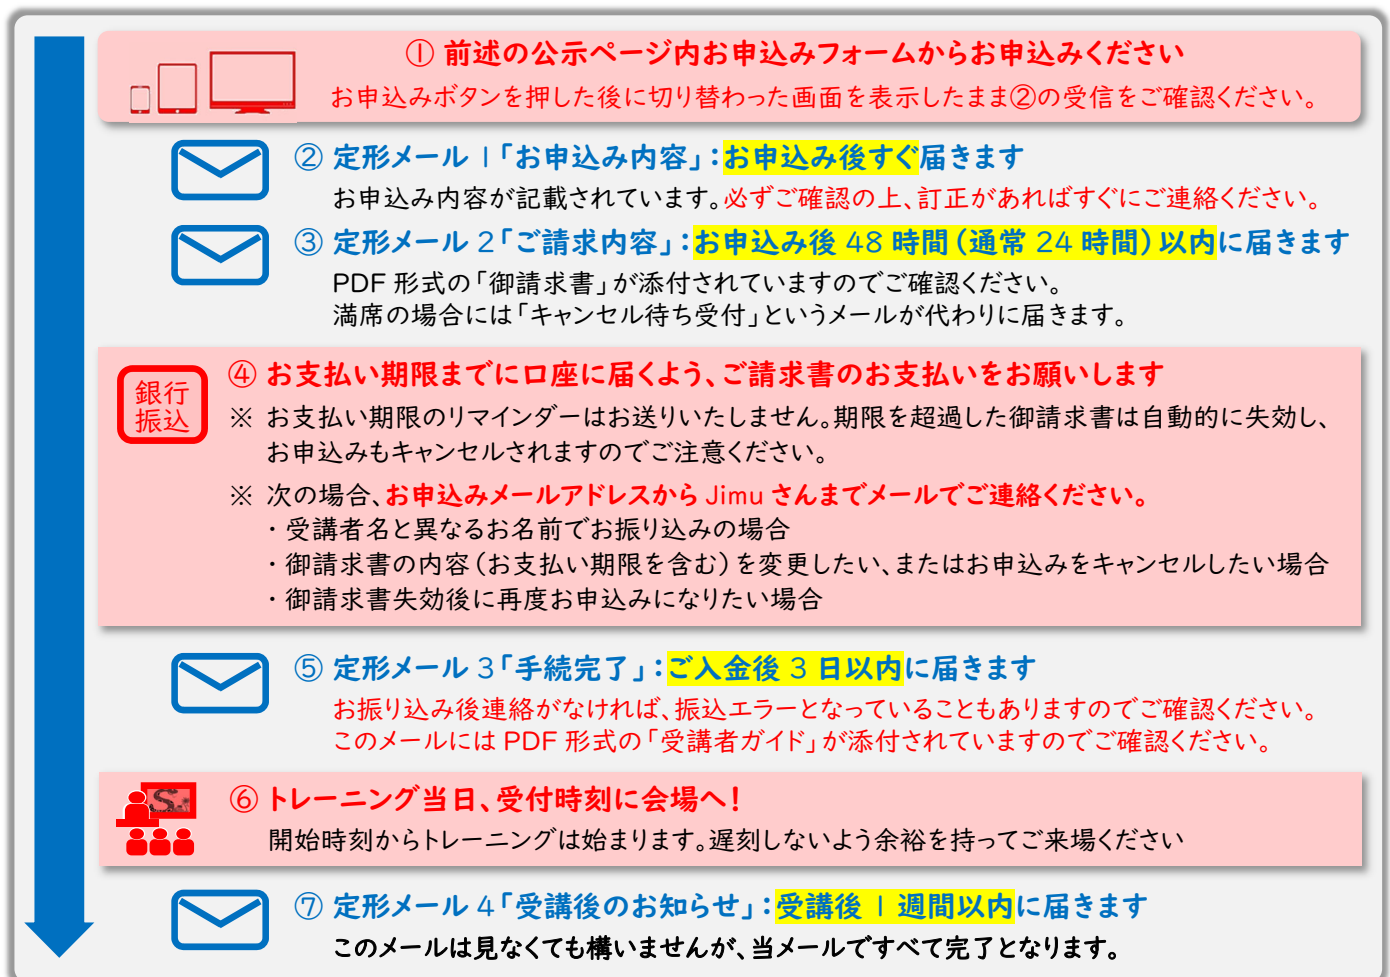 ① 前述の公示ページ内お申込みフォームからお申込みください
お申込みボタンを押した後に切り替わった画面を表示したまま②の受信をご確認ください。
② 定形メール 1「お申込み内容」：お申込み後すぐ届きます
お申込み内容が記載されています。必ずご確認の上、訂正があればすぐにご連絡ください。
③ 定形メール 2「ご請求内容」：お申込み後 48 時間（通常 24 時間）以内に届きます
PDF 形式の「御請求書」が添付されていますのでご確認ください。
満席の場合には「キャンセル待ち受付」というメールが代わりに届きます。
銀行
振込
④ お支払い期限までに口座に届くよう、ご請求書のお支払いをお願いします
※ お支払い期限のリマインダーはお送りいたしません。期限を超過した御請求書は自動的に失効し、
お申込みもキャンセルされますのでご注意ください。
※ 次の場合、お申込みメールアドレスから Jimu さんまでメールでご連絡ください。
・受講者名と異なるお名前でお振り込みの場合
・御請求書の内容（お支払い期限を含む）を変更したい、またはお申込みをキャンセルしたい場合
・御請求書失効後に再度お申込みになりたい場合
⑤ 定形メール 3「手続完了」：ご入金後 3 日以内に届きます
お振り込み後連絡がなければ、振込エラーとなっていることもありますのでご確認ください。
このメールには PDF 形式の「受講者ガイド」が添付されていますのでご確認ください。
S
⑥ トレーニング当日、受付時刻に会場へ！
開始時刻からトレーニングは始まります。遅刻しないよう余裕を持ってご来場ください
⑦ 定形メール 4「受講後のお知らせ」：受講後 1 週間以内に届きます
このメールは見なくても構いませんが、当メールですべて完了となります。